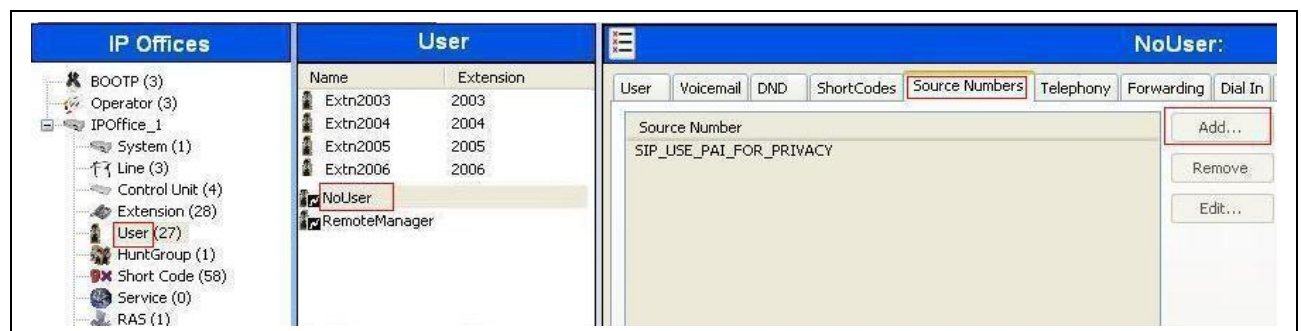 IP Offices
BOOTP (3)
Operator (3)
IPOffice_1
System (1)
Line (3)
Control Unit (4)
Extension (28)
User (27)
HuntGroup (1)
Short Code (58)
Service (0)
RAS (1)
User
Name Extension
Extn2003 2003
Extn2004 2004
Extn2005 2005
Extn2006 2006
NoUser
RemoteManager
NoUser:
User Voicemail DND ShortCodes Source Numbers Telephony Forwarding Dial In
Source Number
SIP_USE_PAI_FOR_PRIVACY
Add...
Remove
Edit...